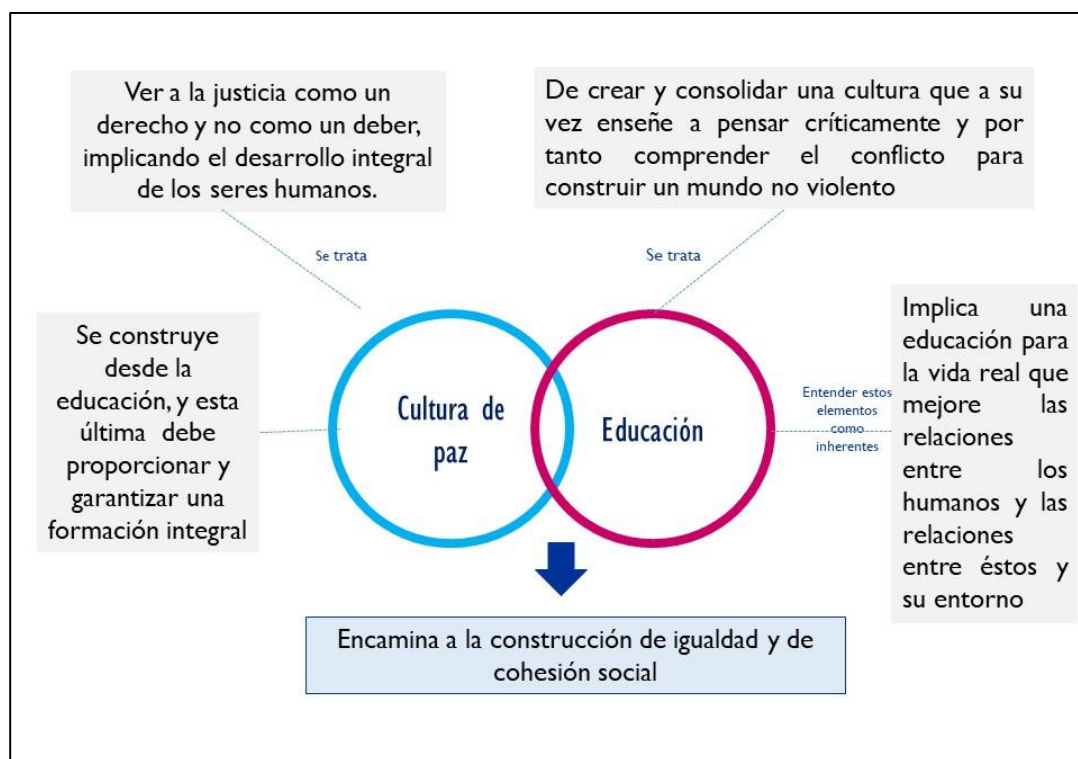 Ver a la justicia como un
derecho y no como un deber,
implicando el desarrollo integral
de los seres humanos.
De crear y consolidar una cultura que a su
vez enseñe a pensar críticamente y por
tanto comprender el conflicto para
construir un mundo no violento
Se trata
Se trata
Se construye
desde la
educación, y esta
última debe
proporcionar y
garantizar una
formación integral
Cultura de
paz
Educación
Entender estos
elementos
como
inherentes
Implica una
educación para
la vida real que
mejore las
relaciones
entre los
humanos y las
relaciones
entre éstos y
su entorno
Encamina a la construcción de igualdad y de
cohesión social